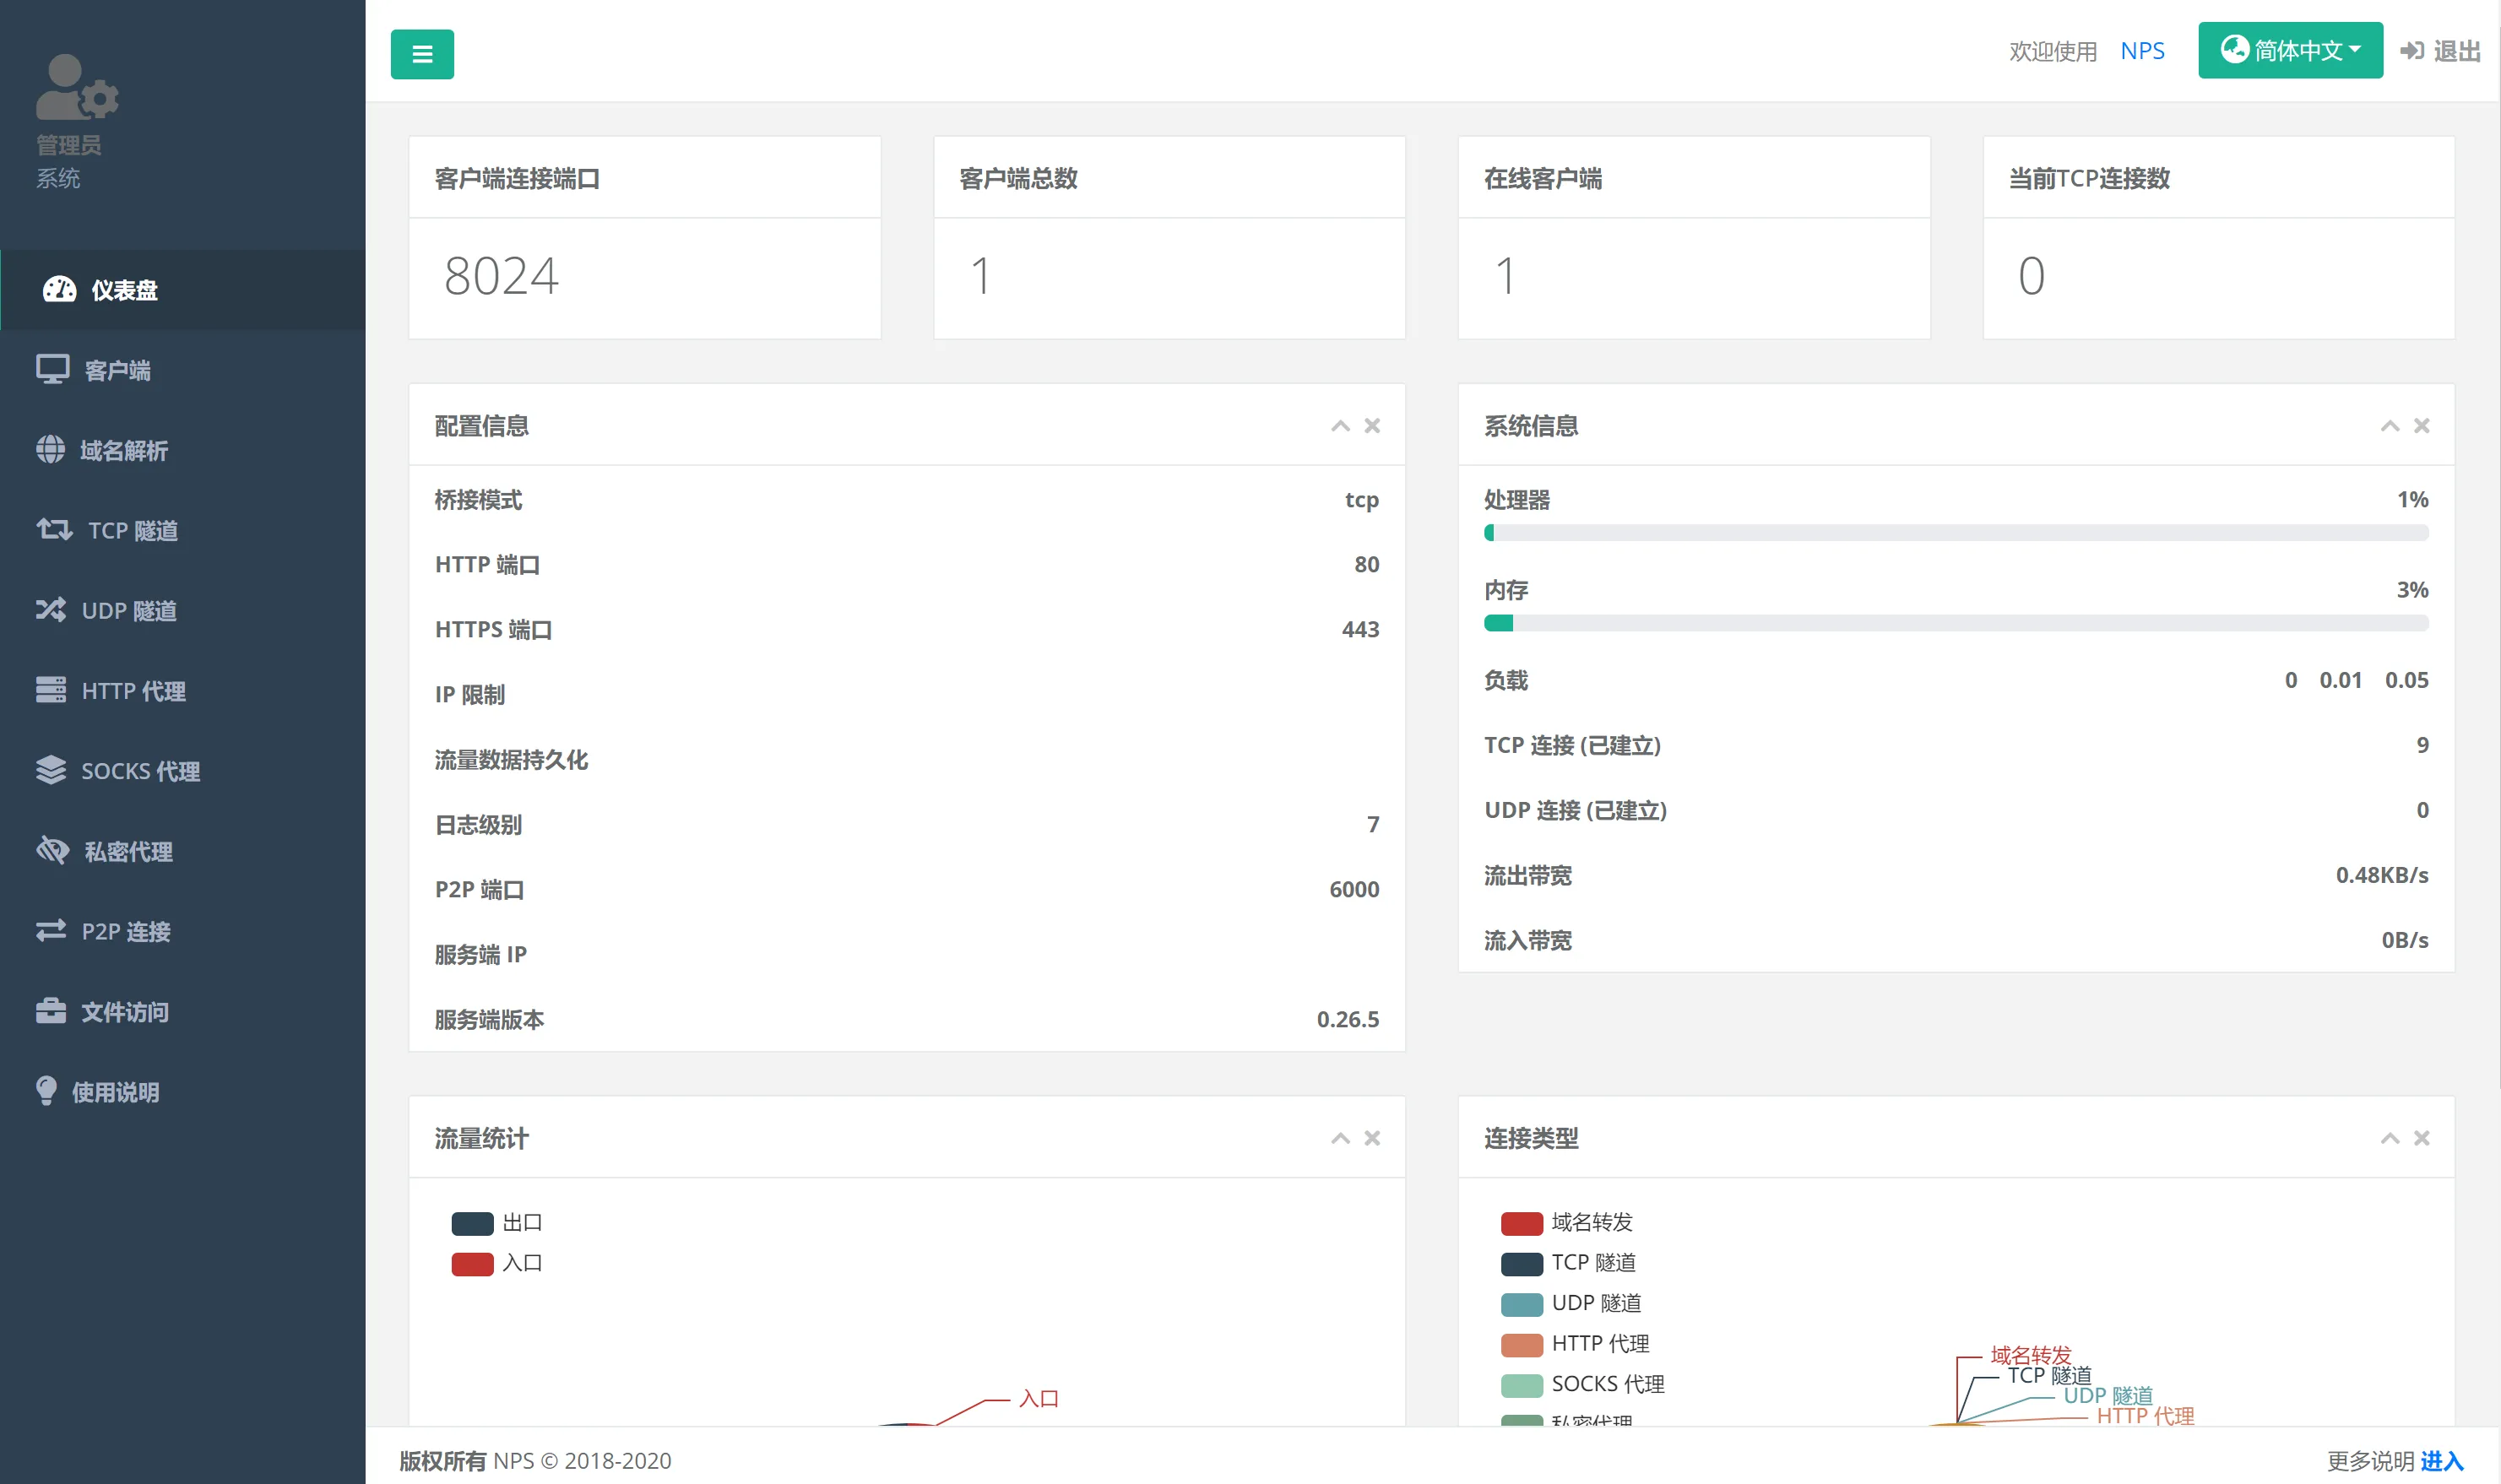 管理员
系统
仪表盘
客户端
域名解析
TCP 隧道
UDP 隧道
HTTP 代理
SOCKS 代理
私密代理
P2P 连接
文件访问
使用说明
欢迎使用 NPS 简体中文 退出
客户端连接端口
8024
客户端总数
1
在线客户端
1
当前TCP连接数
0
配置信息
桥接模式 tcp
HTTP 端口 80
HTTPS 端口 443
IP 限制
流量数据持久化
日志级别 7
P2P 端口 6000
服务端 IP
服务端版本 0.26.5
系统信息
处理器 1%
内存 3%
负载 0 0.01 0.05
TCP 连接 (已建立) 9
UDP 连接 (已建立) 0
流出带宽 0.48KB/s
流入带宽 0B/s
流量统计
出口
入口
入口
连接类型
域名转发
TCP 隧道
UDP 隧道
HTTP 代理
SOCKS 代理
私密代理
域名转发
TCP 隧道
UDP 隧道
HTTP 代理
版权所有 NPS © 2018-2020
更多说明 进入